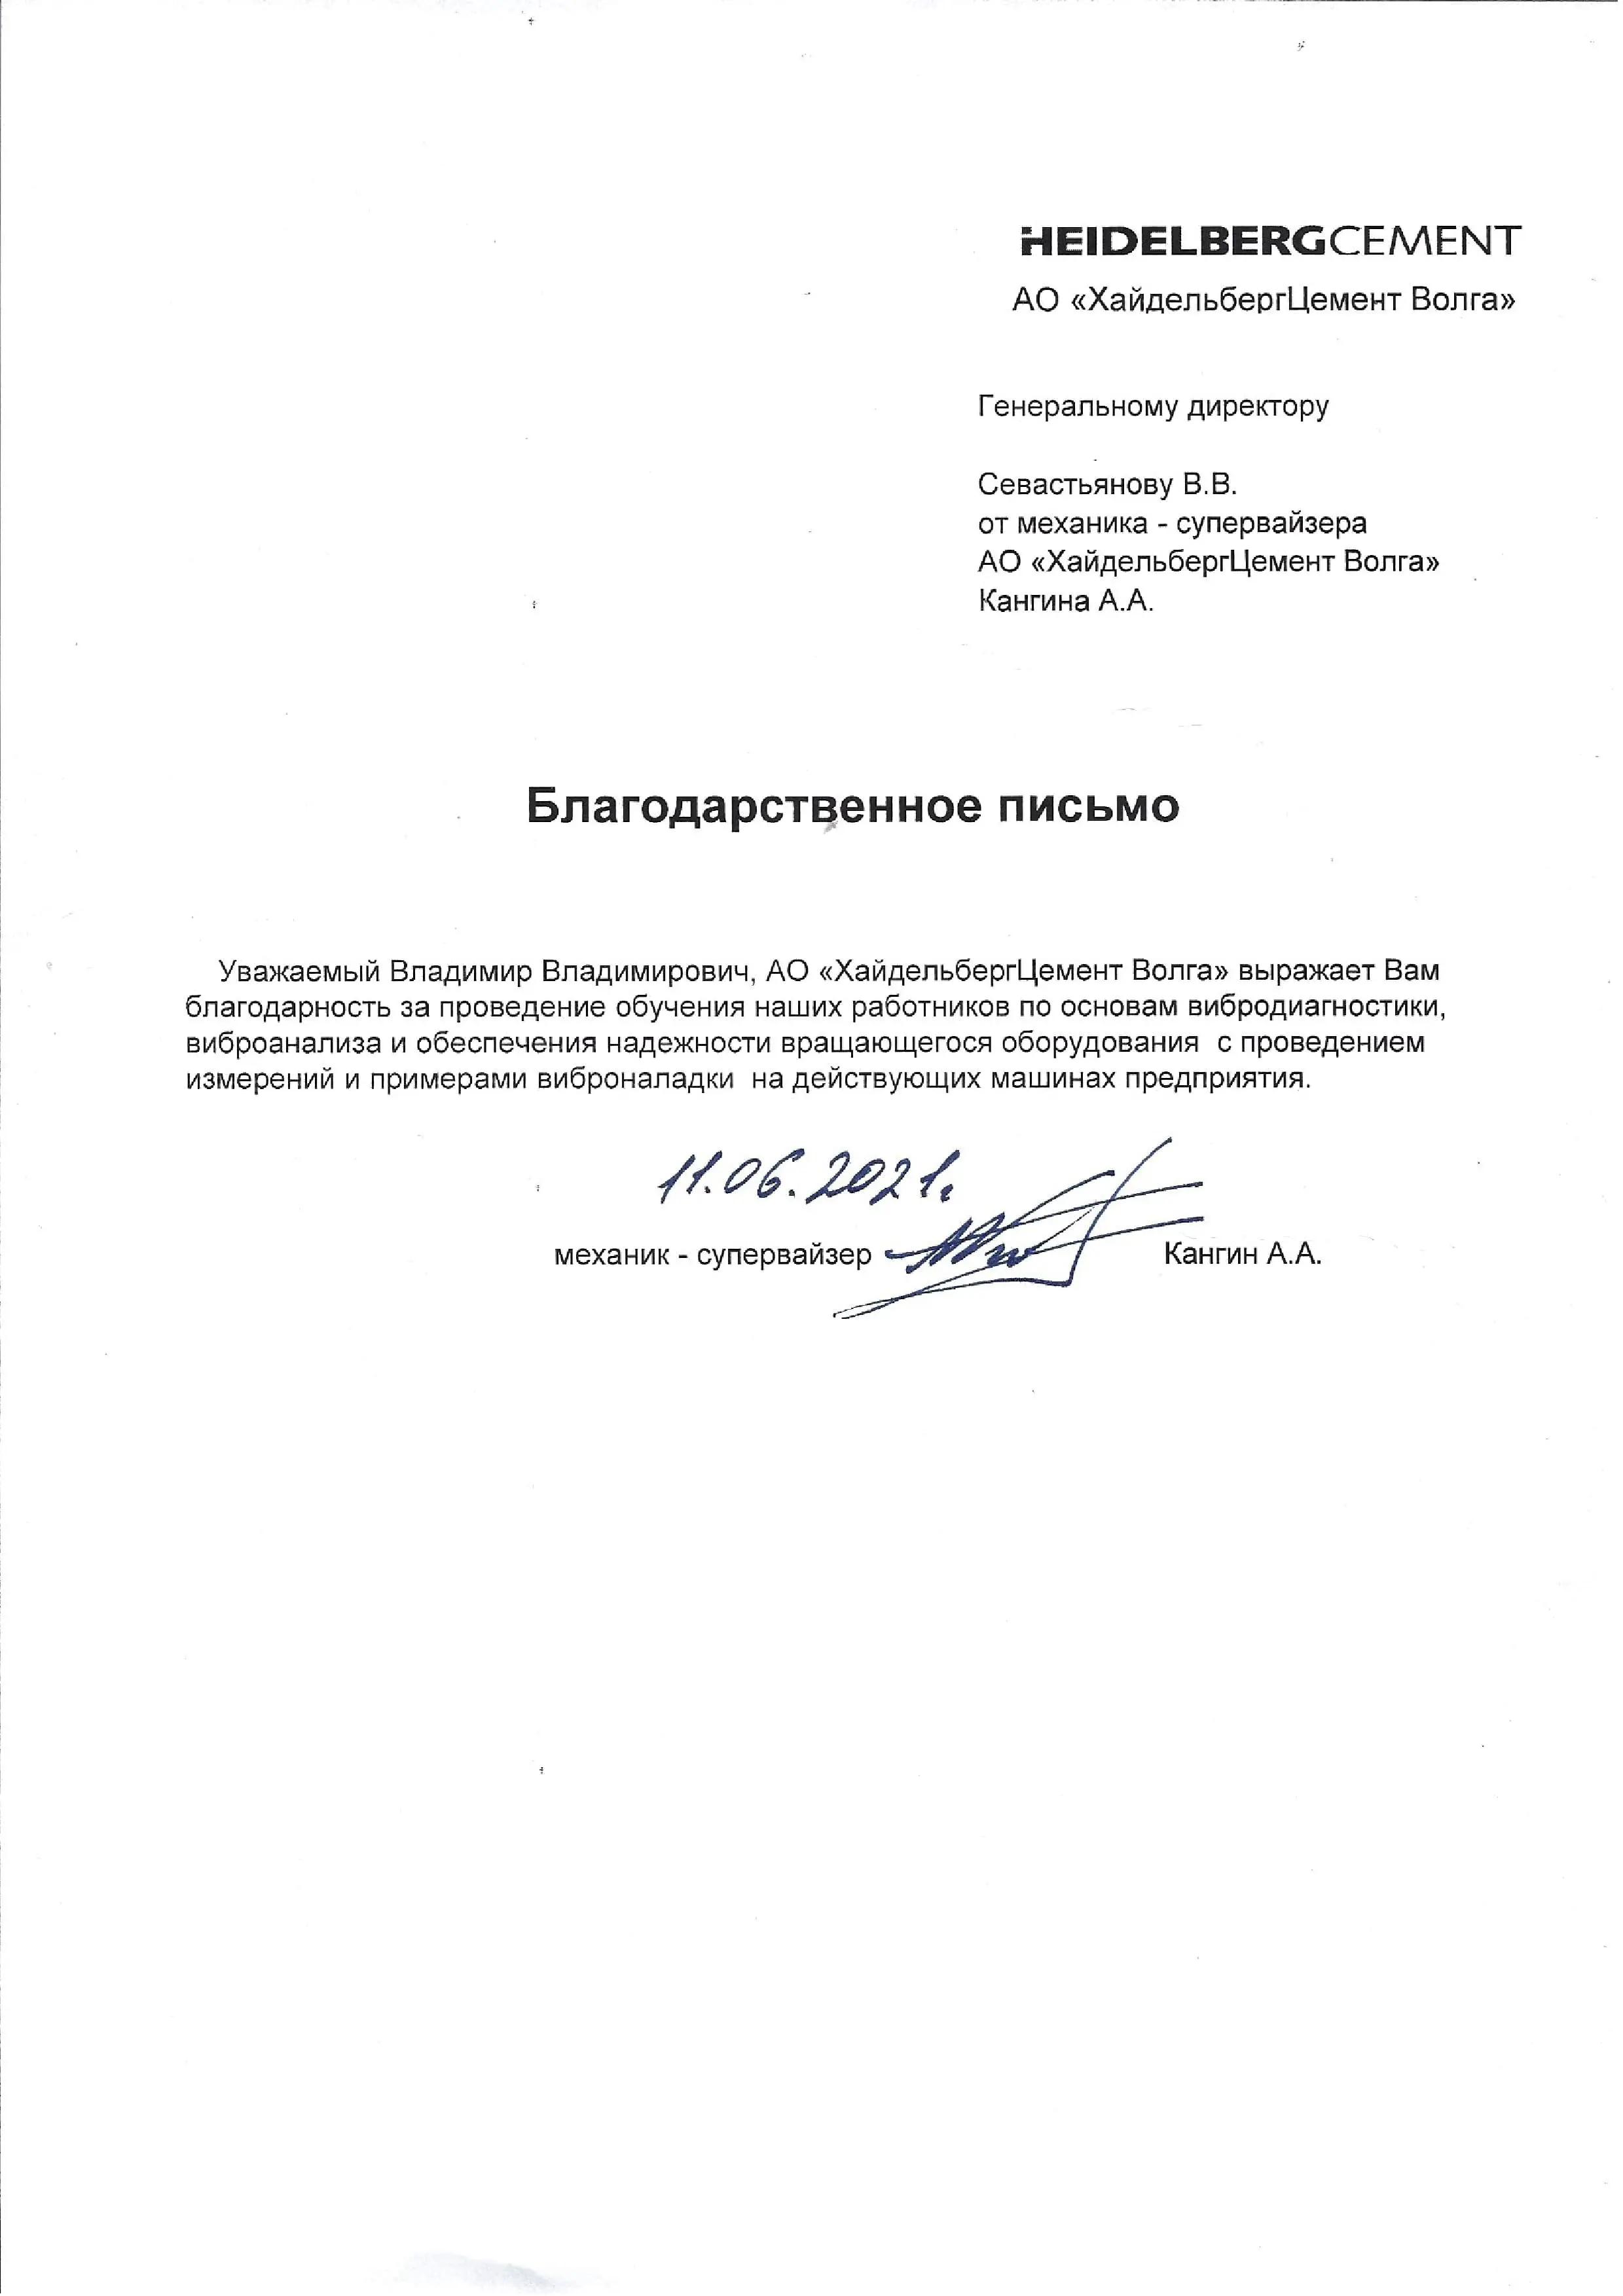 HEIDELBERGCEMENT
АО «ХайдельбергЦемент Волга»
Генеральному директору
Севастьянову В.В.
от механика - супервайзера
АО «ХайдельбергЦемент Волга»
Кангина А.А.
Благодарственное письмо
Уважаемый Владимир Владимирович, АО «ХайдельбергЦемент Волга» выражает Вам
благодарность за проведение обучения наших работников по основам вибродиагностики,
виброанализа и обеспечения надежности вращающегося оборудования с проведением
измерений и примерами виброналадки на действующих машинах предприятия.
11.06.2021г.
механик - супервайзер Кангин А.А.